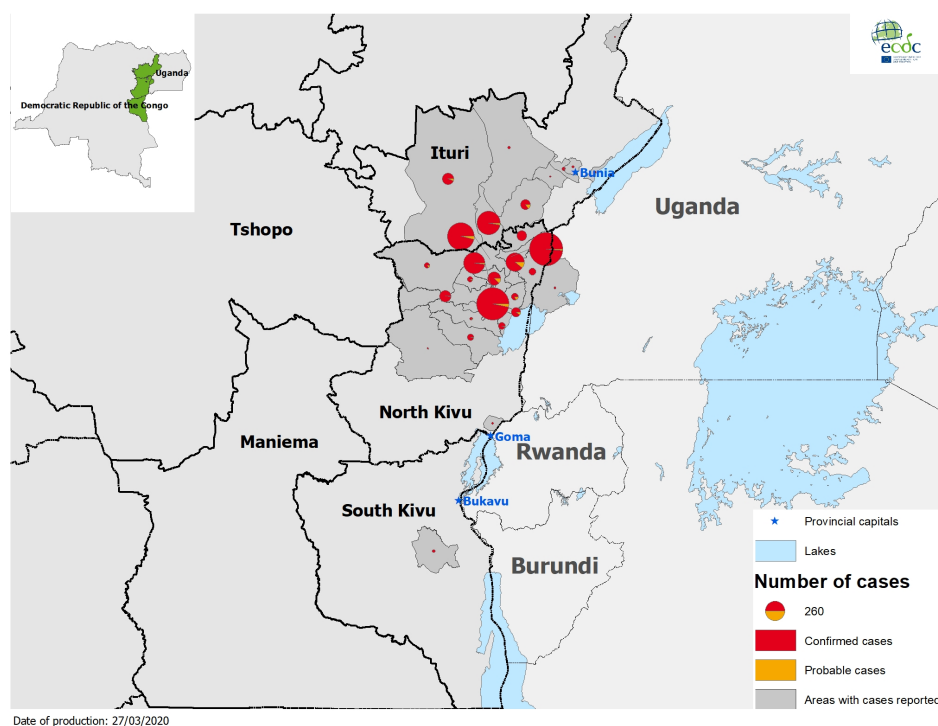 ecdc
Uganda
Democratic Republic of the Congo
Ituri
Bunia
Uganda
Tshopo
North Kivu
Goma
Maniema
Rwanda
South Kivu
Bukavu
Burundi
Provincial capitals
Lakes
Number of cases
260
Confirmed cases
Probable cases
Areas with cases reported
Date of production: 27/03/2020